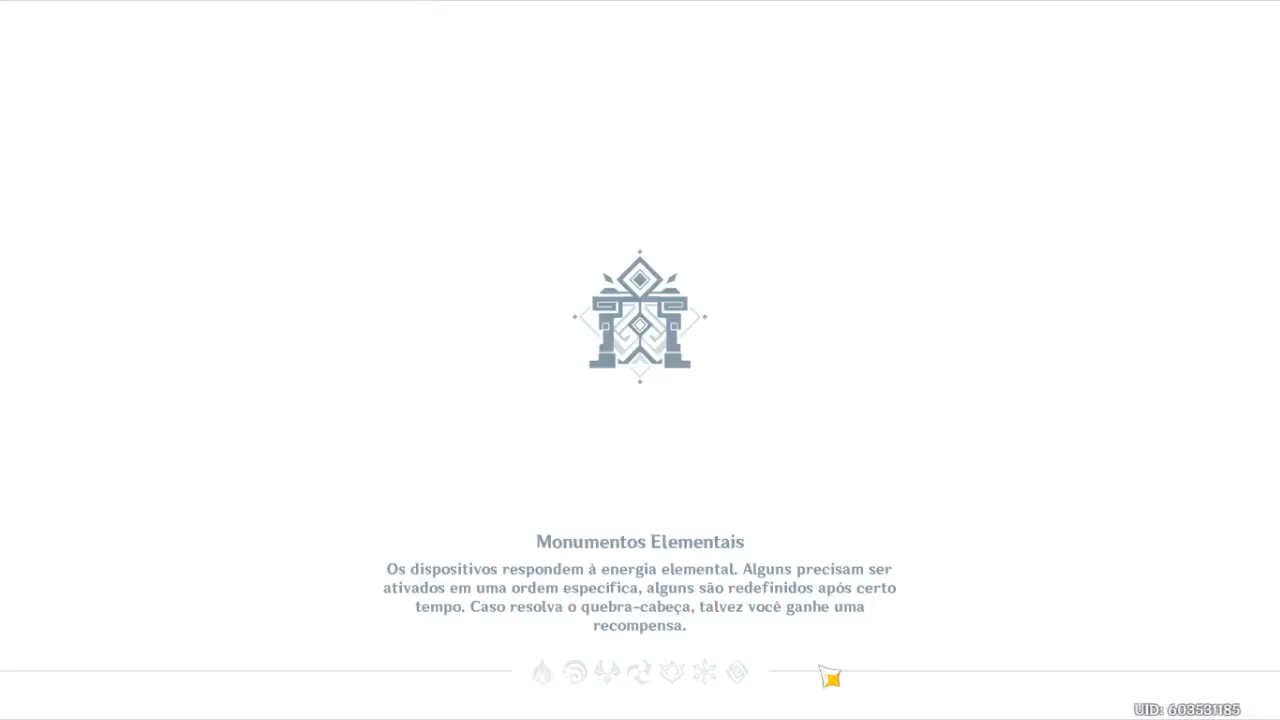 Monumentos Elementais
Os dispositivos respondem à energia elemental. Alguns precisam ser
ativados em uma ordem específica, alguns são redefinidos após certo
tempo. Caso resolva o quebra-cabeça, talvez você ganhe uma
recompensa.
UID: 603531185